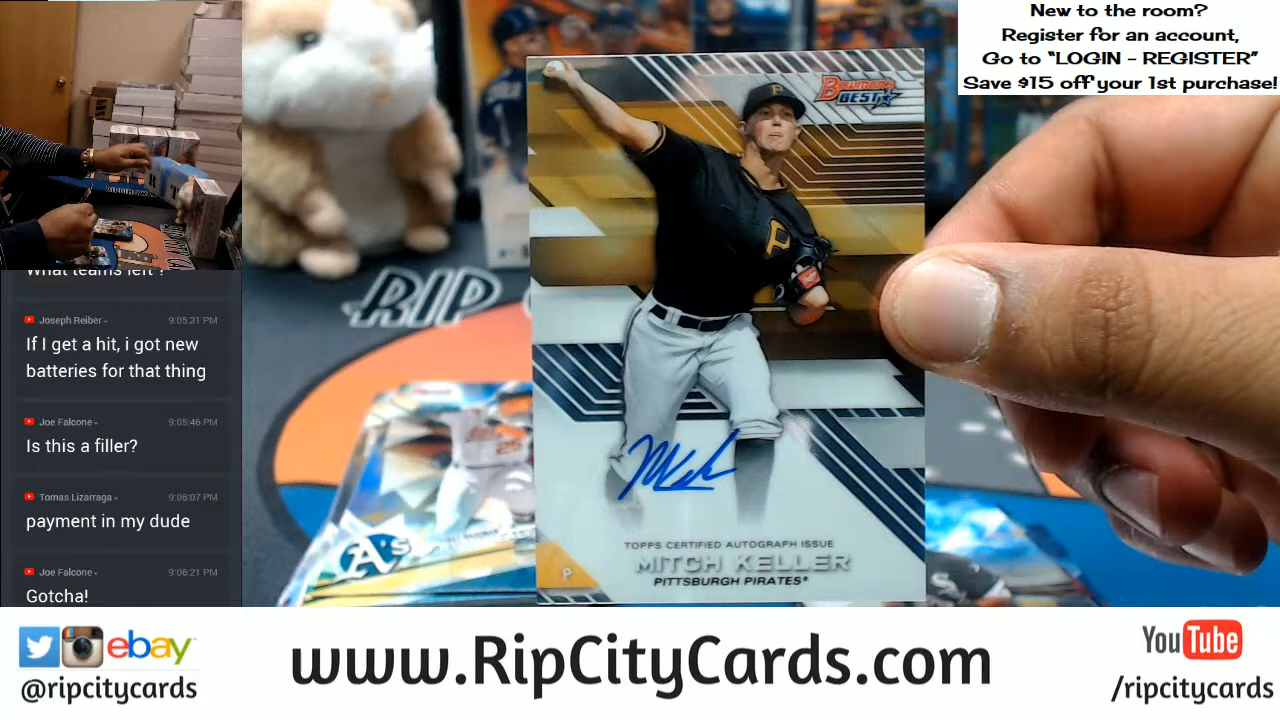 New to the room?
Register for an account,
Go to “LOGIN - REGISTER”
Save $15 off your 1st purchase!
What teams left ?
Joseph Reiber
9:05:31 PM
If I get a hit, i got new
batteries for that thing
Joe Falcone
9:05:46 PM
Is this a filler?
Tomas Lizarraga
9:06:07 PM
payment in my dude
Joe Falcone
9:06:21 PM
Gotcha!
BOWMAN'S
BEST
P
P
RIP
A's
TOPPS CERTIFIED AUTOGRAPH ISSUE
MITCH KELLER
PITTSBURGH PIRATES®
P
ebay
@ripcitycards
www.RipCityCards.com
YouTube
/ripcitycards